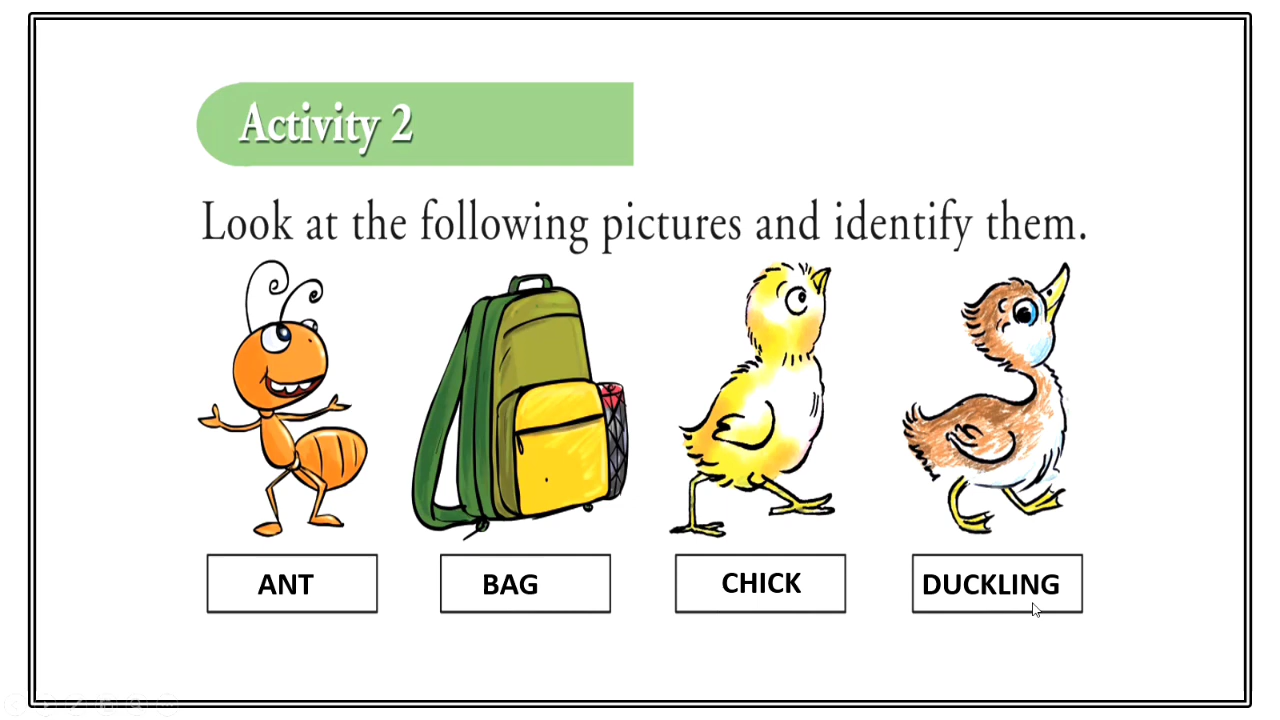 Activity 2
Look at the following pictures and identify them.
ANT
BAG
CHICK
DUCKLING